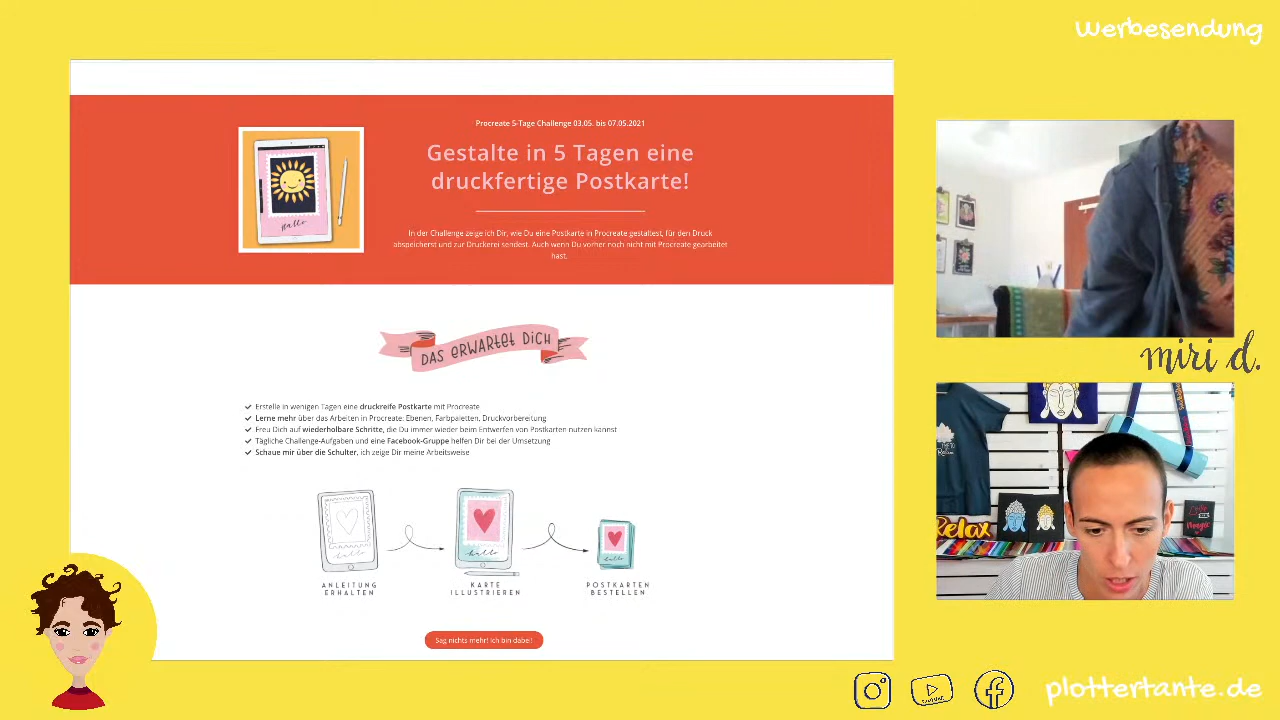 werbesendung
Procreate 5-Tage Challenge 03.05. bis 07.05.2021
Gestalte in 5 Tagen eine
druckfertige Postkarte!
In der Challenge zeige ich Dir, wie Du eine Postkarte in Procreate gestaltest, für den Druck
abspeicherst und zur Druckerei sendest. Auch wenn Du vorher noch nicht mit Procreate gearbeitet
hast.
hallo
DAS ERWARTET DICH
Erstelle in wenigen Tagen eine druckreife Postkarte mit Procreate
Lerne mehr über das Arbeiten in Procreate: Ebenen, Farbpaletten, Druckvorbereitung
Freu Dich auf wiederholbare Schritte, die Du immer wieder beim Entwerfen von Postkarten nutzen kannst
Tägliche Challenge-Aufgaben und eine Facebook-Gruppe helfen Dir bei der Umsetzung
Schaue mir über die Schulter, ich zeige Dir meine Arbeitsweise
hallo
hallo
hallo
ANLEITUNG
ERHALTEN
KARTE
ILLUSTRIEREN
POSTKARTEN
BESTELLEN
Sag nichts mehr! Ich bin dabei!
miri d.
Relax
plottertante.de